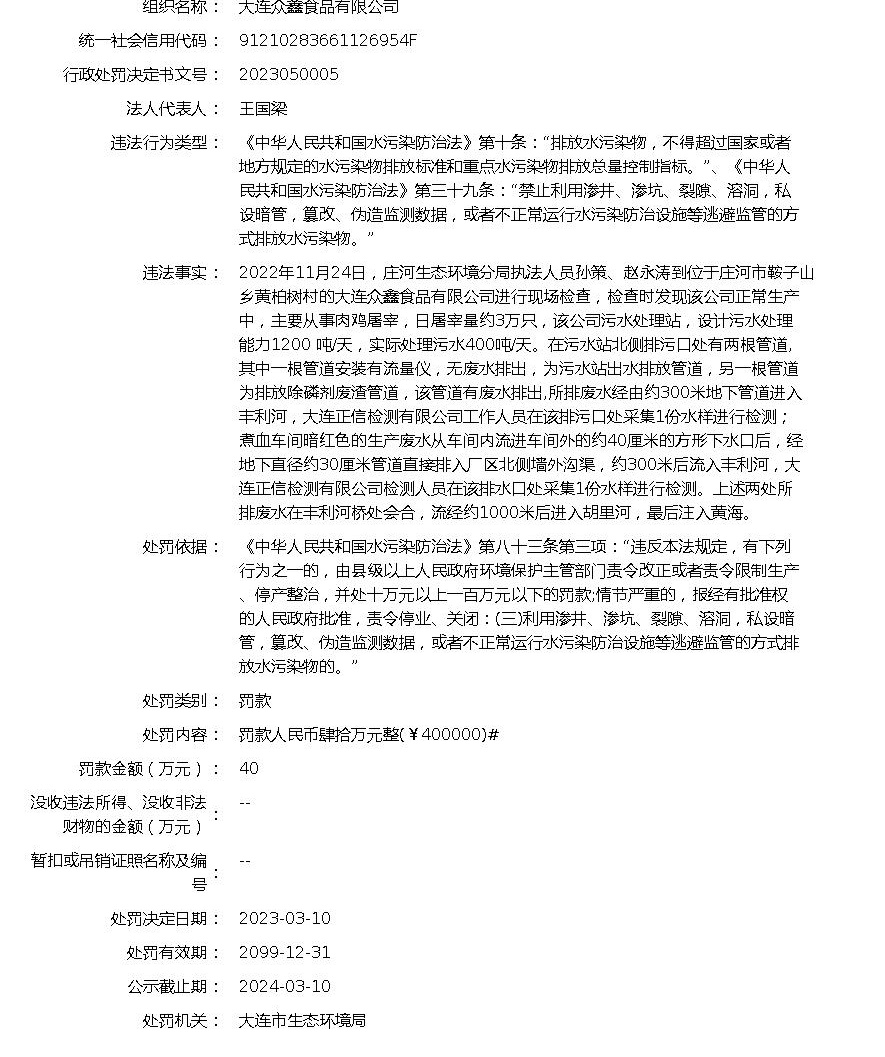 组织名称： 大连众鑫食品有限公司
统一社会信用代码： 91210283661126954F
行政处罚决定书文号： 2023050005
法人代表人： 王国梁
违法行为类型： 《中华人民共和国水污染防治法》第十条：“排放水污染物，不得超过国家或者
地方规定的水污染物排放标准和重点水污染物排放总量控制指标。”、《中华人
民共和国水污染防治法》第三十九条：“禁止利用渗井、渗坑、裂隙、溶洞，私
设暗管，篡改、伪造监测数据，或者不正常运行水污染防治设施等逃避监管的方
式排放水污染物。”
违法事实： 2022年11月24日，庄河生态环境分局执法人员孙策、赵永涛到位于庄河市鞍子山
乡黄柏树村的大连众鑫食品有限公司进行现场检查，检查时发现该公司正常生产
中，主要从事肉鸡屠宰，日屠宰量约3万只，该公司污水处理站，设计污水处理
能力1200 吨/天，实际处理污水400吨/天。在污水站北侧排污口处有两根管道,
其中一根管道安装有流量仪，无废水排出，为污水站出水排放管道，另一根管道
为排放除磷剂废渣管道，该管道有废水排出,所排废水经由约300米地下管道进入
丰利河，大连正信检测有限公司工作人员在该排污口处采集1份水样进行检测；
煮血车间暗红色的生产废水从车间内流进车间外的约40厘米的方形下水口后，经
地下直径约30厘米管道直接排入厂区北侧墙外沟渠，约300米后流入丰利河，大
连正信检测有限公司检测人员在该排水口处采集1份水样进行检测。上述两处所
排废水在丰利河桥处会合，流经约1000米后进入胡里河，最后注入黄海。
处罚依据： 《中华人民共和国水污染防治法》第八十三条第三项：“违反本法规定，有下列
行为之一的，由县级以上人民政府环境保护主管部门责令改正或者责令限制生产
、停产整治，并处十万元以上一百万元以下的罚款;情节严重的，报经有批准权
的人民政府批准，责令停业、关闭：(三)利用渗井、渗坑、裂隙、溶洞，私设暗
管，篡改、伪造监测数据，或者不正常运行水污染防治设施等逃避监管的方式排
放水污染物的。”
处罚类别： 罚款
处罚内容： 罚款人民币肆拾万元整(￥400000)#
罚款金额（万元）： 40
没收违法所得、没收非法
财物的金额（万元）： --
暂扣或吊销证照名称及编
号： --
处罚决定日期： 2023-03-10
处罚有效期： 2099-12-31
公示截止期： 2024-03-10
处罚机关： 大连市生态环境局